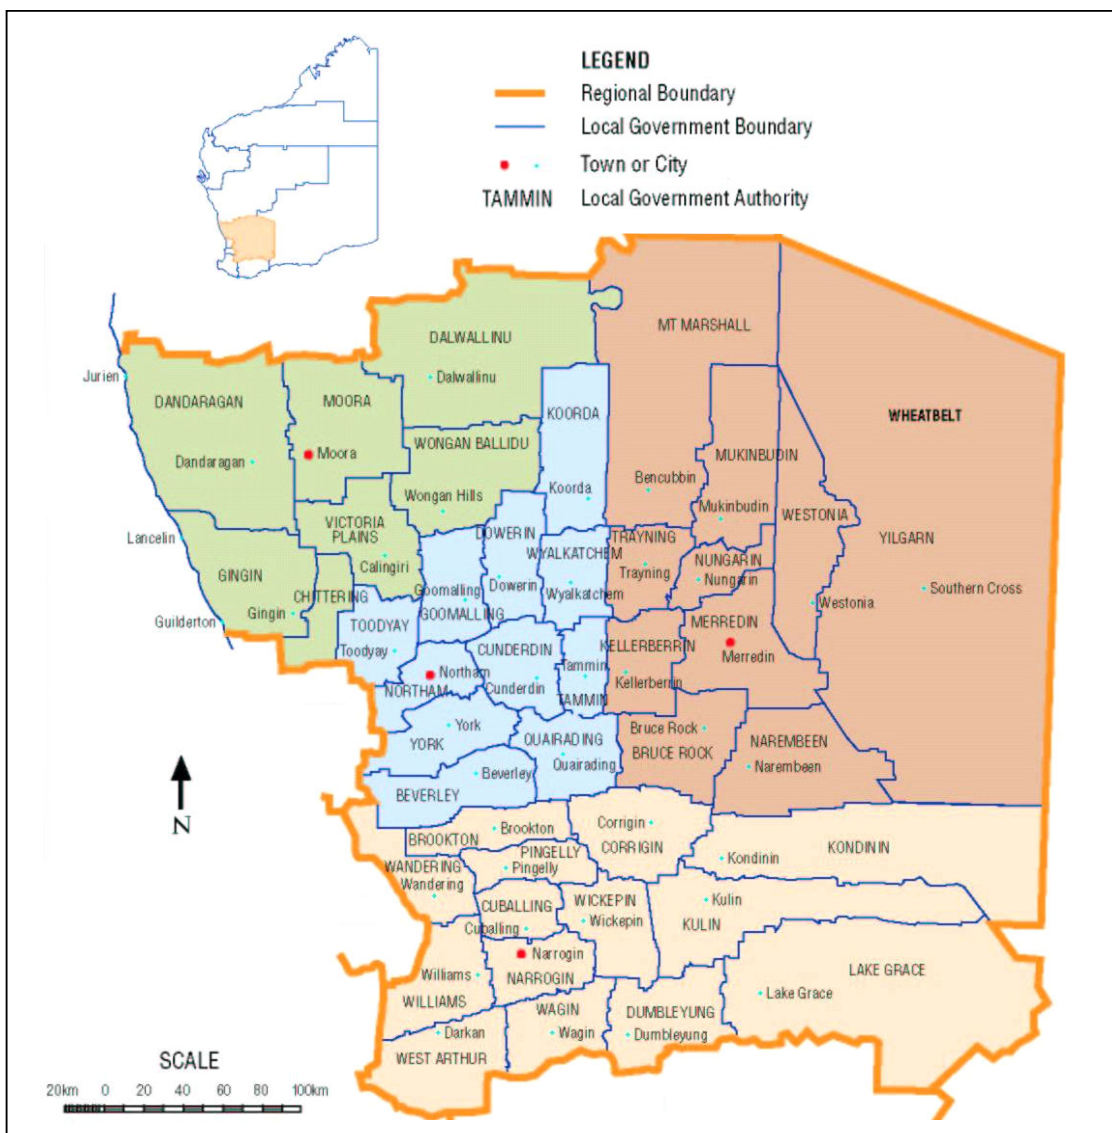 LEGEND
Regional Boundary
Local Government Boundary
Town or City
TAMMIN Local Government Authority
DALWALLINU
MT MARSHALL
Jurien
Dalwallinu
DANDARAGAN
MOORA
KOORDA
WHEATBELT
WONGAN BALLIDU
Moora
Dandaragan
MUKINBUDIN
Bencubbin
Koorda
Wongan Hills
Mukinbudin
WESTONIA
VICTORIA
PLAINS
DOWERIN
Lancelin
TRAYNING
YILGARN
WYALKATCHEM
NUNGARIN
Calingiri
GINGIN
Trayning
Nungarin
Dowerin
Goomalling
Wyalkatchem
Southern Cross
CHITTERING
Westonia
Gingin
GOOMALLING
Guilderton
TOODYAY
MERREDIN
CUNDERDIN
KELLERBERRIN
Toodyay
Merredin
Tammin
Northam
Kellerberrin
Cunderdin
NORTHAM
TAMMIN
York
Bruce Rock
YORK
QUAIRADING
NAREMBEEN
BRUCE ROCK
Quairading
Narembeen
Beverley
BEVERLEY
N
Corrigin
Brookton
BROOKTON
CORRIGIN
KONDININ
PINGELLY
Kondinin
WANDERING
Pingelly
Wandering
CUBALLING
WICKEPIN
Kulin
Wickepin
KULIN
Cuballing
Narrogin
Williams
NARROGIN
LAKE GRACE
Lake Grace
WILLIAMS
WAGIN
DUMBLEYUNG
Darkan
Wagin
Dumbleyung
WEST ARTHUR
SCALE
20km 0 20 40 60 80 100km